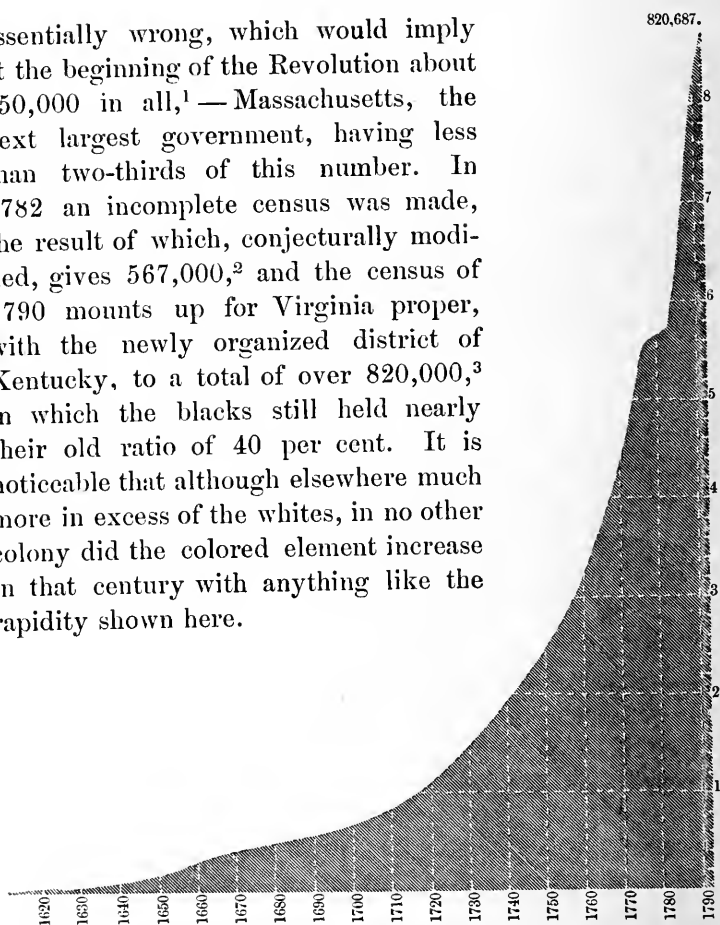 820,687.
ssentially wrong, which would imply
t the beginning of the Revolution about
50,000 in all,¹ — Massachusetts, the
ext largest government, having less
han two-thirds of this number. In
782 an incomplete census was made,
he result of which, conjecturally modi-
ed, gives 567,000,² and the census of
790 mounts up for Virginia proper,
vith the newly organized district of
Kentucky, to a total of over 820,000,³
n which the blacks still held nearly
heir old ratio of 40 per cent. It is
noticeable that although elsewhere much
more in excess of the whites, in no other
colony did the colored element increase
n that century with anything like the
rapidity shown here.
8
7
6
5
4
3
2
1
1620 1630 1640 1650 1660 1670 1680 1690 1700 1710 1720 1730 1740 1750 1760 1770 1780 1790